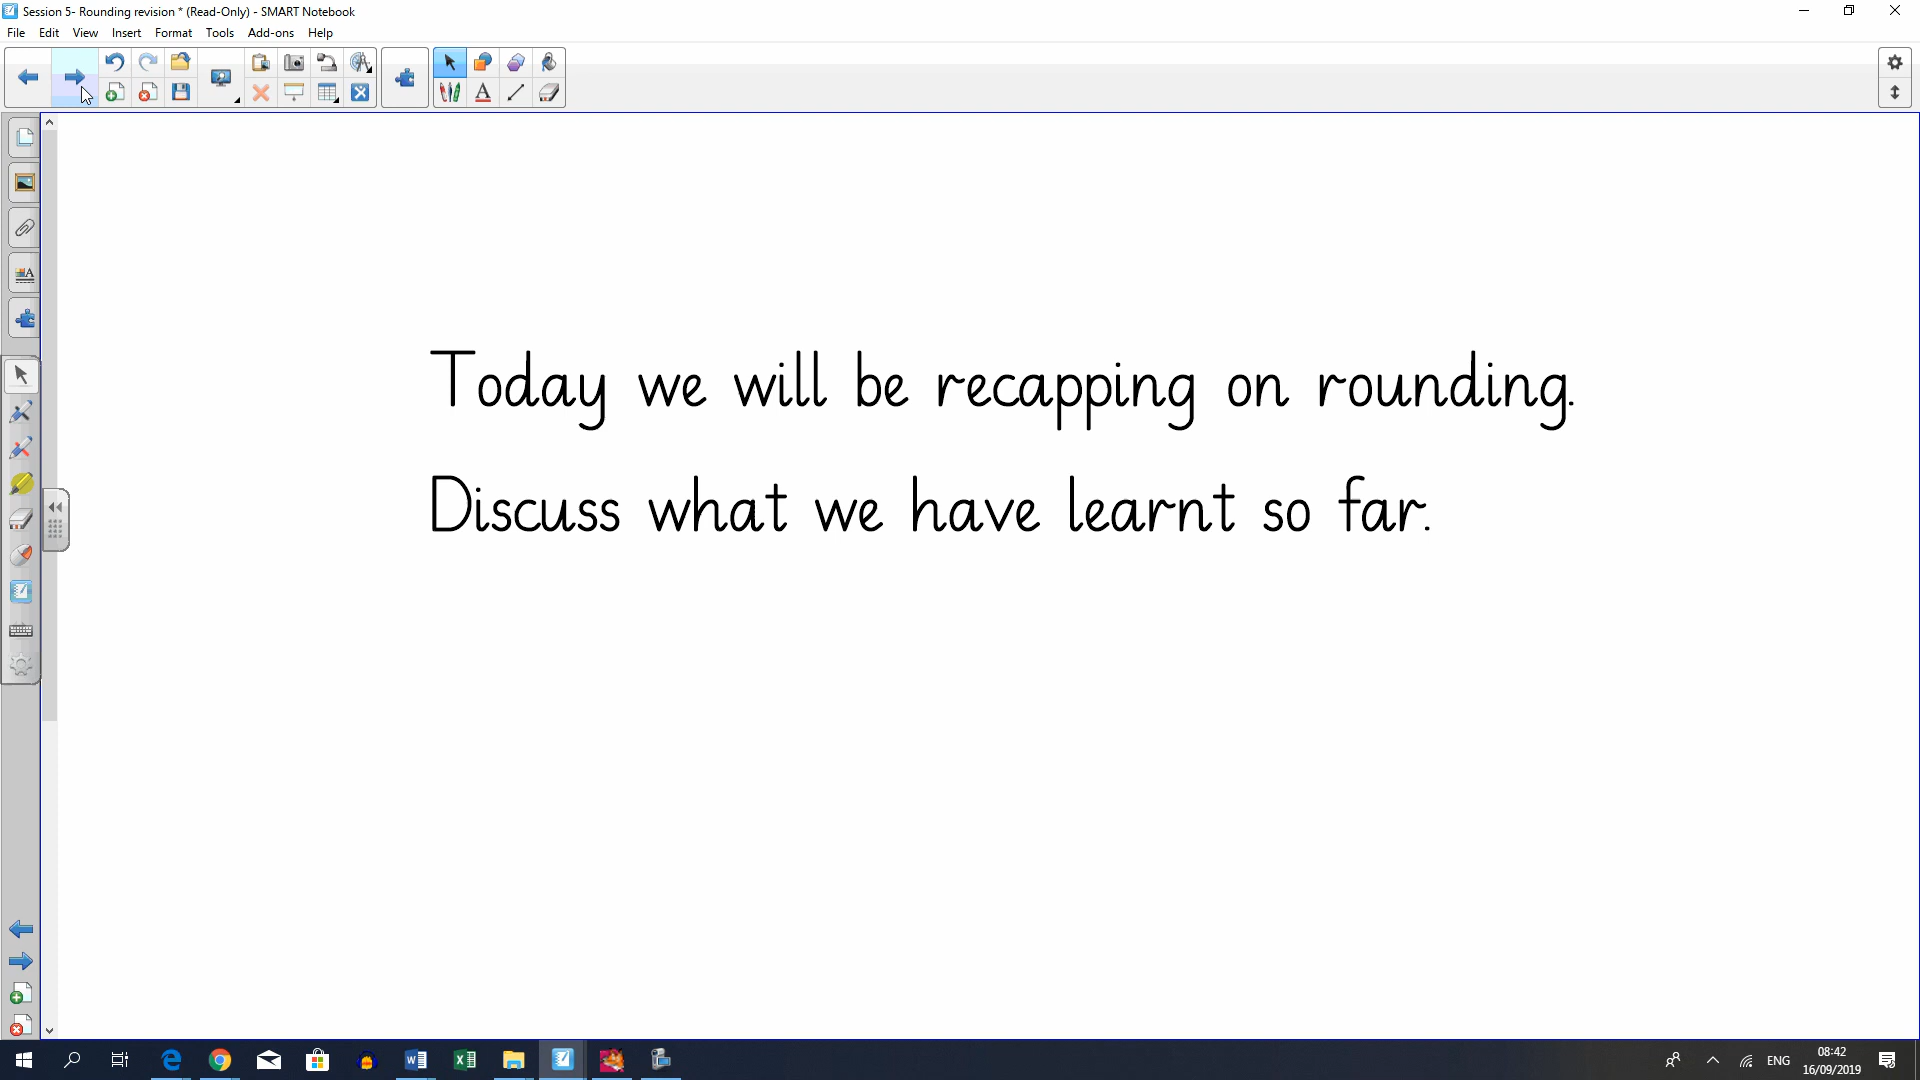 Session 5- Rounding revision * (Read-Only) - SMART Notebook
File Edit View Insert Format Tools Add-ons Help
Today we will be recapping on rounding.
Discuss what we have learnt so far.
ENG
08:42
16/09/2019